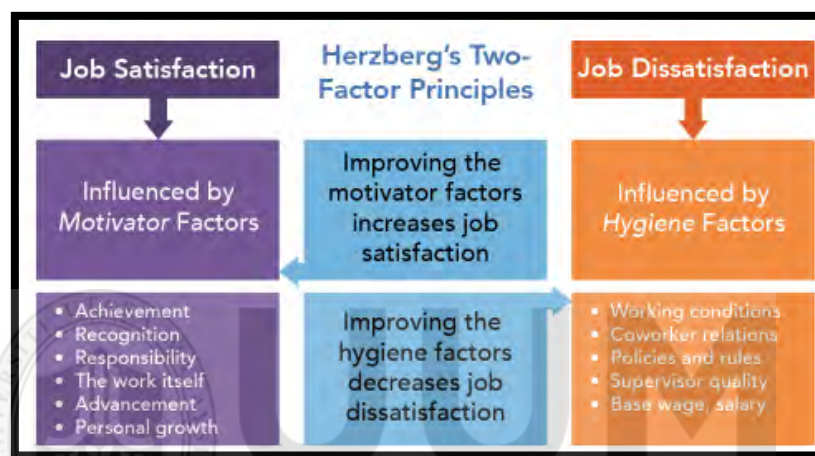 Job Satisfaction
Herzberg's Two-
Factor Principles
Job Dissatisfaction
Influenced by
Motivator Factors
Improving the
motivator factors
increases job
satisfaction
Influenced by
Hygiene Factors
• Achievement
• Recognition
• Responsibility
• The work itself
• Advancement
• Personal growth
Improving the
hygiene factors
decreases job
dissatisfaction
• Working conditions
• Coworker relations
• Policies and rules
• Supervisor quality
• Base wage, salary
UUM